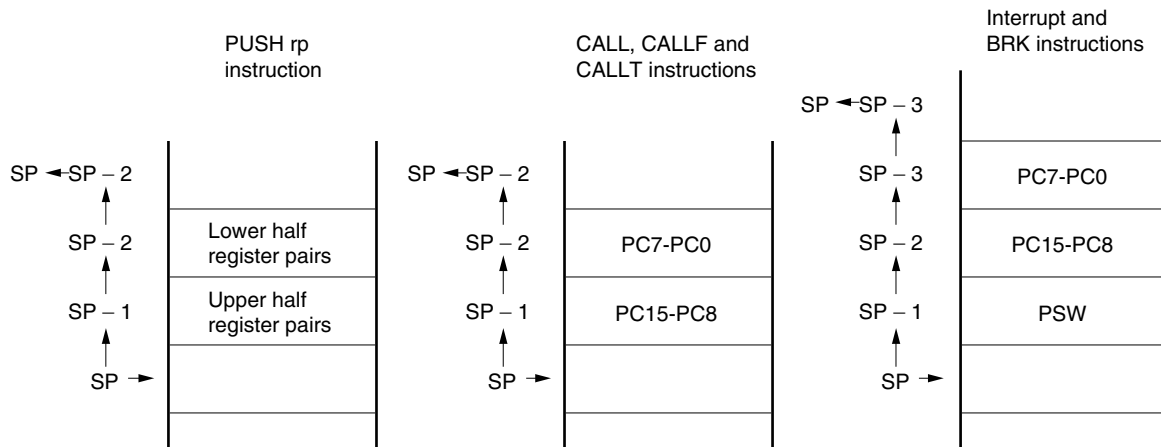 PUSH rp
instruction
SP SP – 2
SP – 2
Lower half
register pairs
SP – 1
Upper half
register pairs
SP
CALL, CALLF and
CALLT instructions
SP SP – 2
SP – 2
PC7-PC0
SP – 1
PC15-PC8
SP
Interrupt and
BRK instructions
SP SP – 3
SP – 3
PC7-PC0
SP – 2
PC15-PC8
SP – 1
PSW
SP